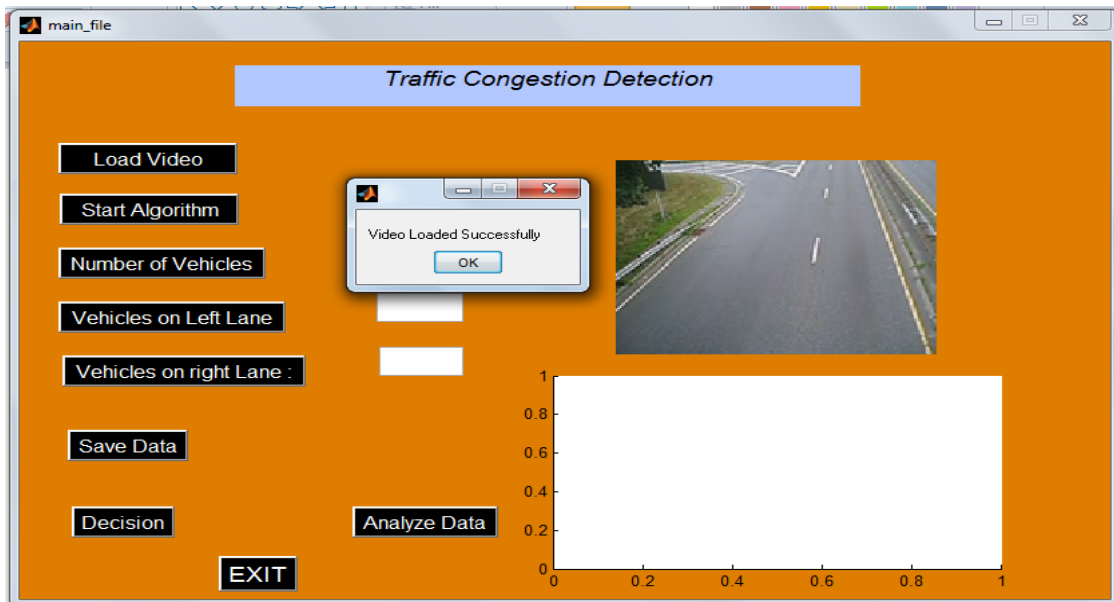 main_file
Traffic Congestion Detection
Load Video
Start Algorithm
Video Loaded Successfully
OK
Number of Vehicles
Vehicles on Left Lane
Vehicles on right Lane :
Save Data
Decision
Analyze Data
EXIT
1
0.8
0.6
0.4
0.2
0
0 0.2 0.4 0.6 0.8 1